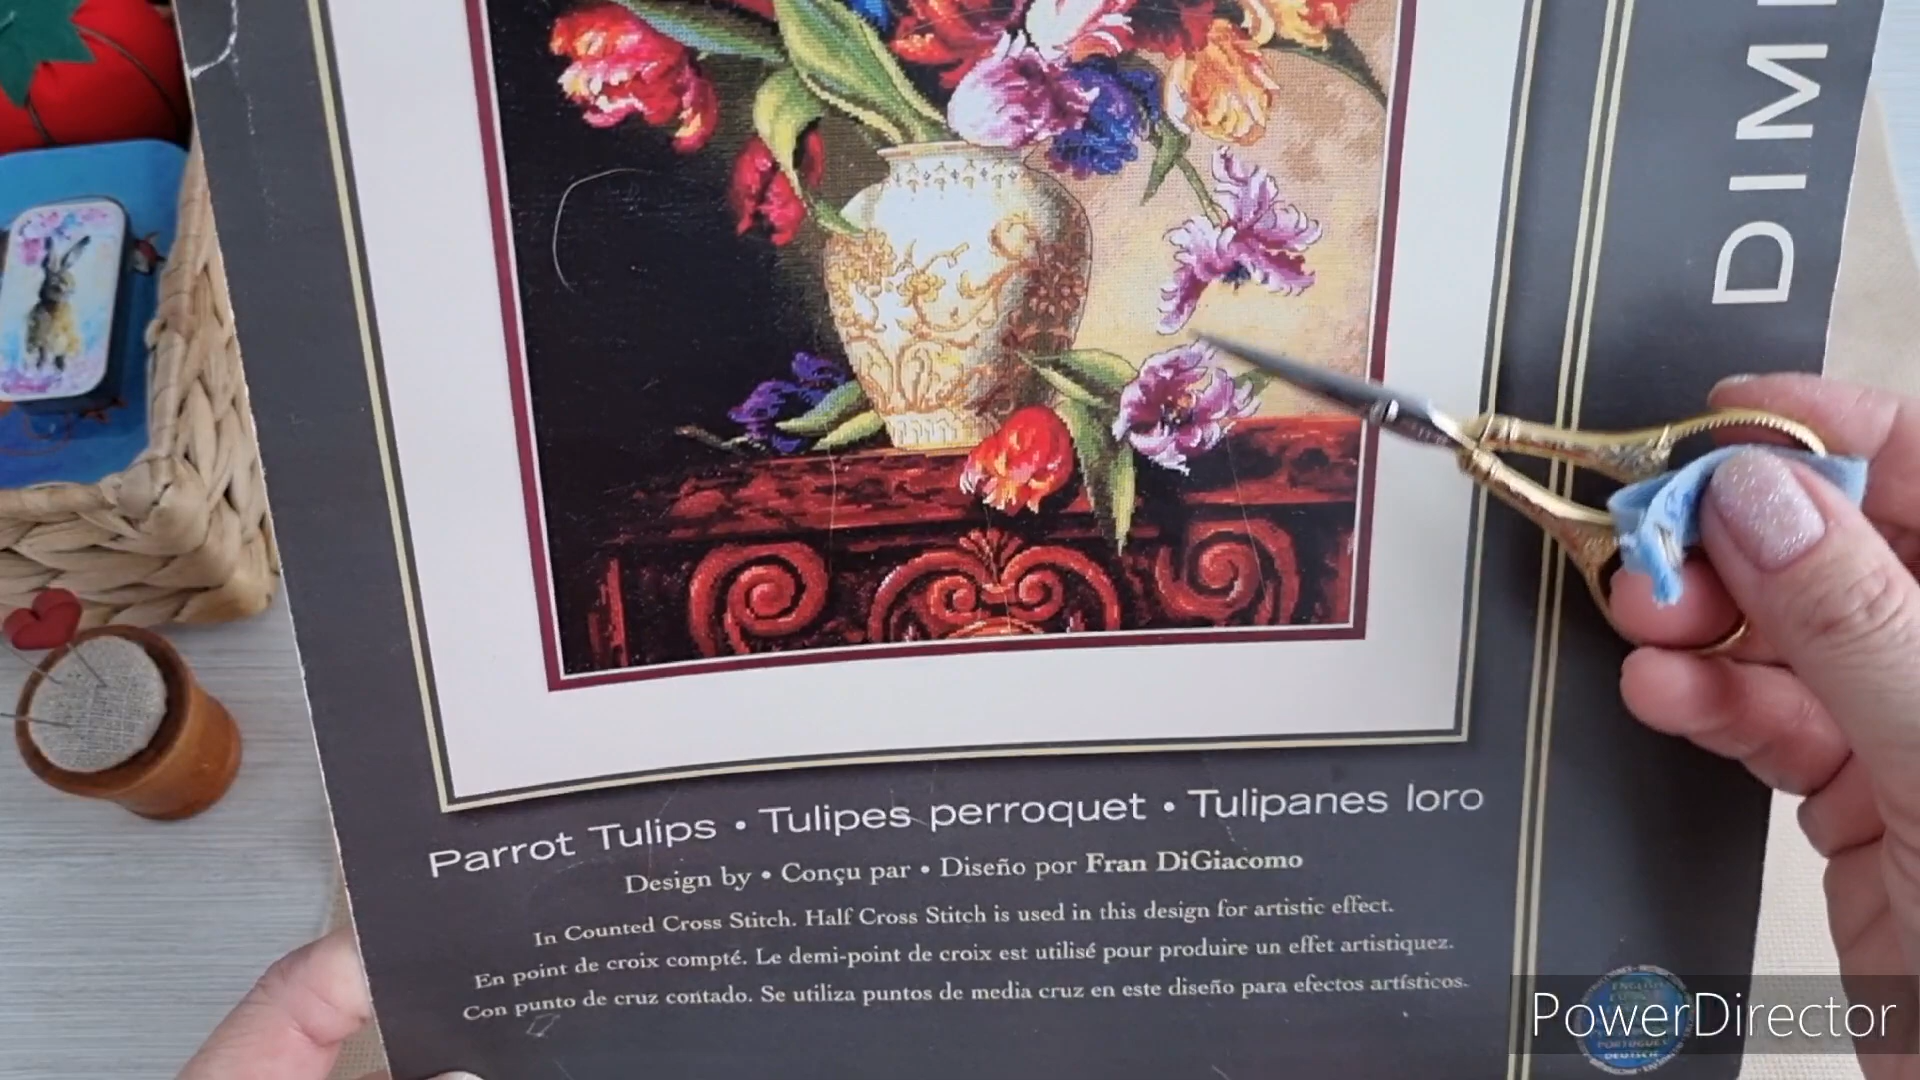 DIM
Parrot Tulips • Tulipes perroquet • Tulipanes loro
Design by • Conçu par • Diseño por Fran DiGiacomo
In Counted Cross Stitch. Half Cross Stitch is used in this design for artistic effect.
En point de croix compté. Le demi-point de croix est utilisé pour produire un effet artistiquez.
Con punto de cruz contado. Se utiliza puntos de media cruz en este diseño para efectos artísticos.
PowerDirector
ENGLISH
PORTUGUÊS
DEUTSCH